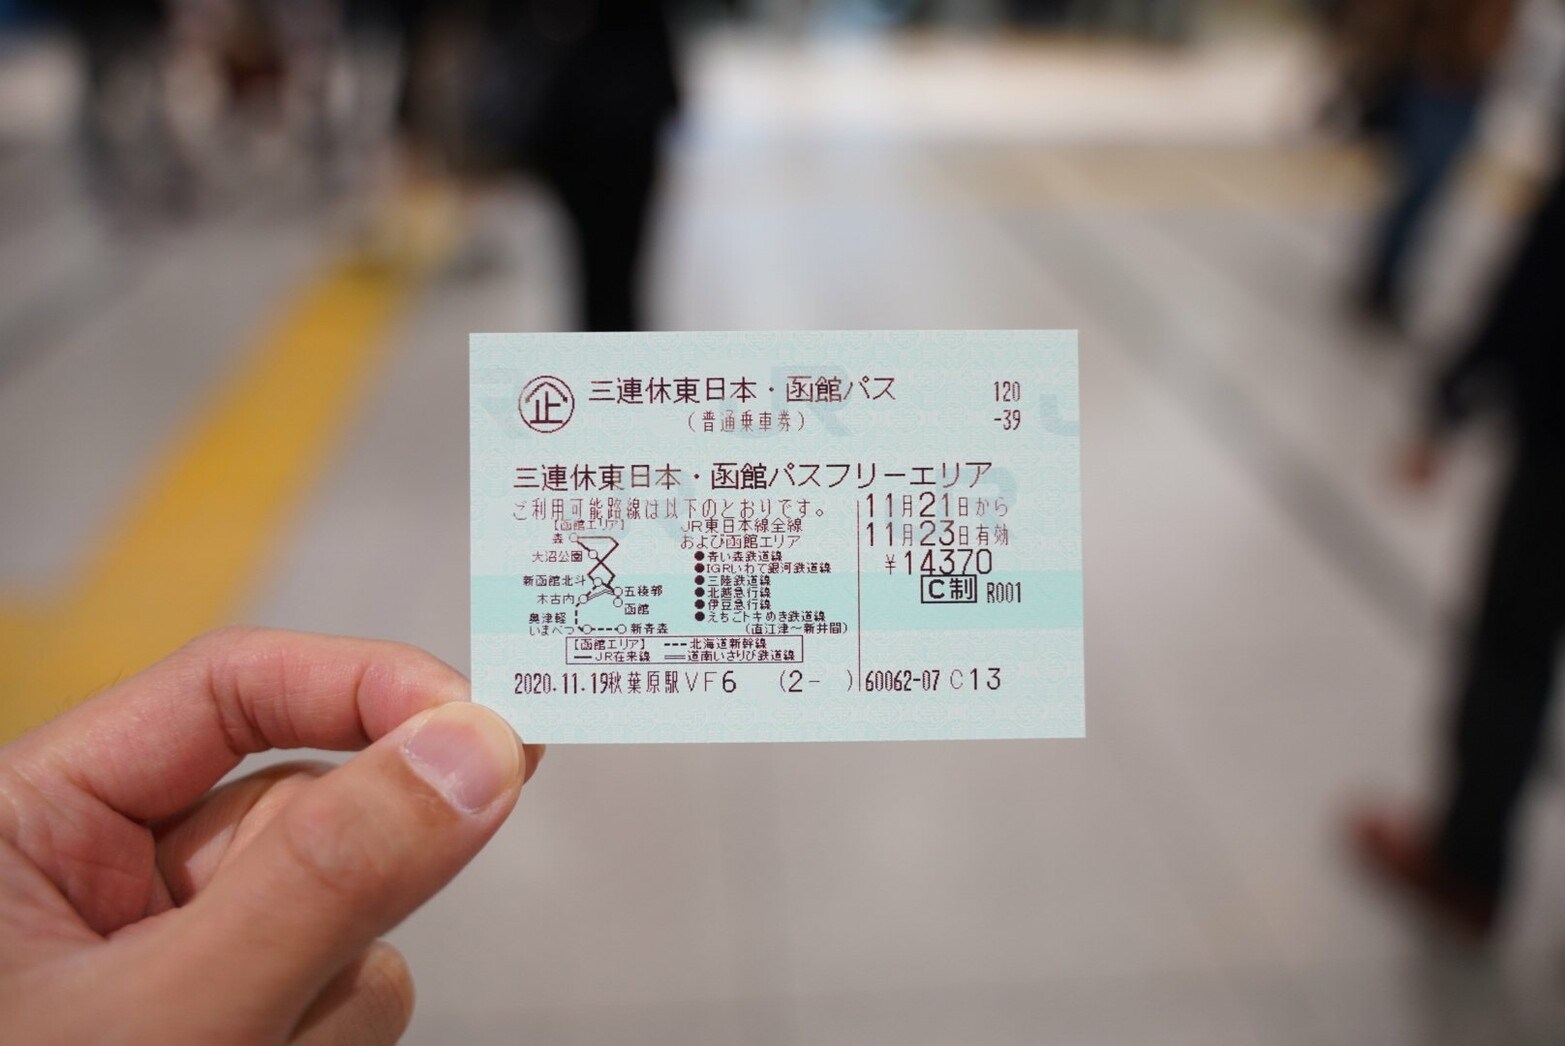 企 三連休東日本・函館パス 120
（普通乗車券） -39
三連休東日本・函館パスフリーエリア
ご利用可能路線は以下のとおりです。
11月21日から
11月23日有効
¥14370
C制 R001
【函館エリア】
森
大沼公園
新函館北斗
五稜郭
木古内
函館
奥津軽
いまべつ
新青森
JR東日本線全線
および函館エリア
●青い森鉄道線
●IGRいわて銀河鉄道線
●三陸鉄道線
●北越急行線
●伊豆急行線
●えちごトキめき鉄道線
（直江津〜新井間）
【函館エリア】 北海道新幹線
JR在来線 道南いさりび鉄道線
2020.11.19秋葉原駅VF6 (2- ) 60062-07 C13